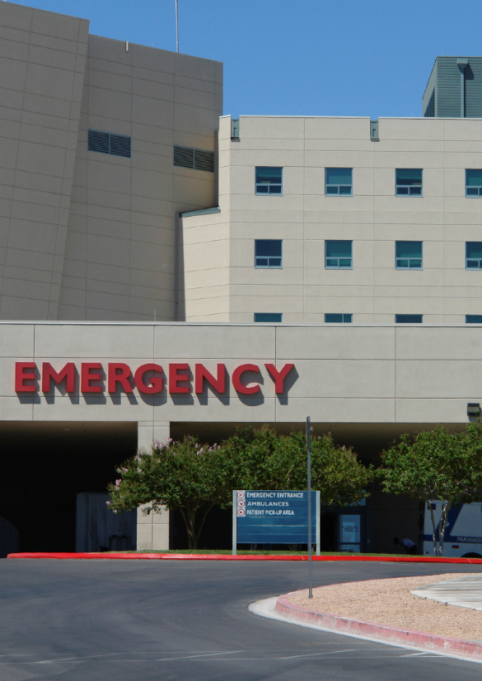 EMERGENCY
EMERGENCY ENTRANCE
AMBULANCES
PATIENT PICK-UP AREA